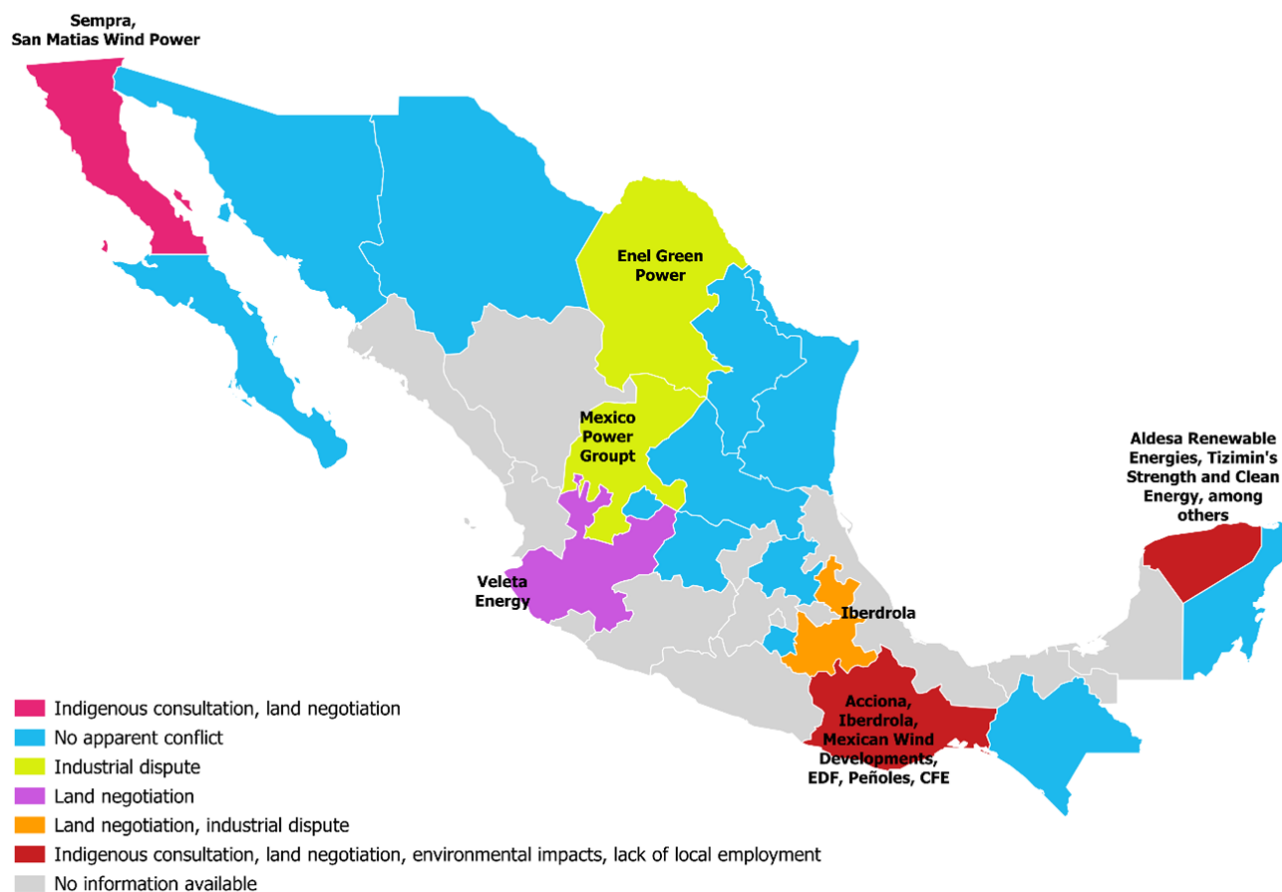 Sempra,
San Matias Wind Power
Enel Green
Power
Mexico
Power
Groupt
Aldesa Renewable
Energies, Tizimin's
Strength and Clean
Energy, among
others
Veleta
Energy
Iberdrola
Acciona,
Iberdrola,
Mexican Wind
Developments,
EDF, Peñoles, CFE
Indigenous consultation, land negotiation
No apparent conflict
Industrial dispute
Land negotiation
Land negotiation, industrial dispute
Indigenous consultation, land negotiation, environmental impacts, lack of local employment
No information available